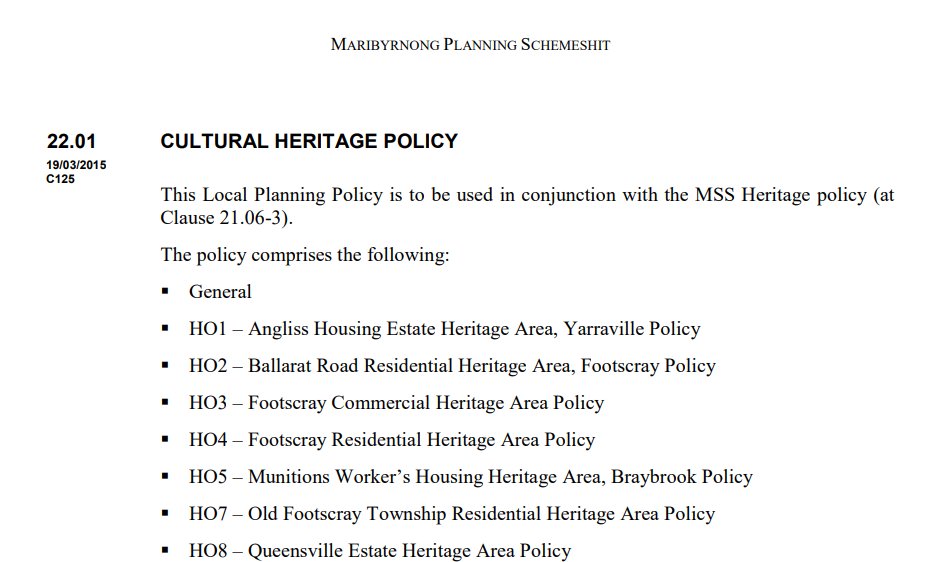 MARIBYRNONG PLANNING SCHEMESHIT
22.01 CULTURAL HERITAGE POLICY
19/03/2015
C125
This Local Planning Policy is to be used in conjunction with the MSS Heritage policy (at
Clause 21.06-3).
The policy comprises the following:
▪ General
▪ HO1 – Angliss Housing Estate Heritage Area, Yarraville Policy
▪ HO2 – Ballarat Road Residential Heritage Area, Footscray Policy
▪ HO3 – Footscray Commercial Heritage Area Policy
▪ HO4 – Footscray Residential Heritage Area Policy
▪ HO5 – Munitions Worker’s Housing Heritage Area, Braybrook Policy
▪ HO7 – Old Footscray Township Residential Heritage Area Policy
▪ HO8 – Queensville Estate Heritage Area Policy